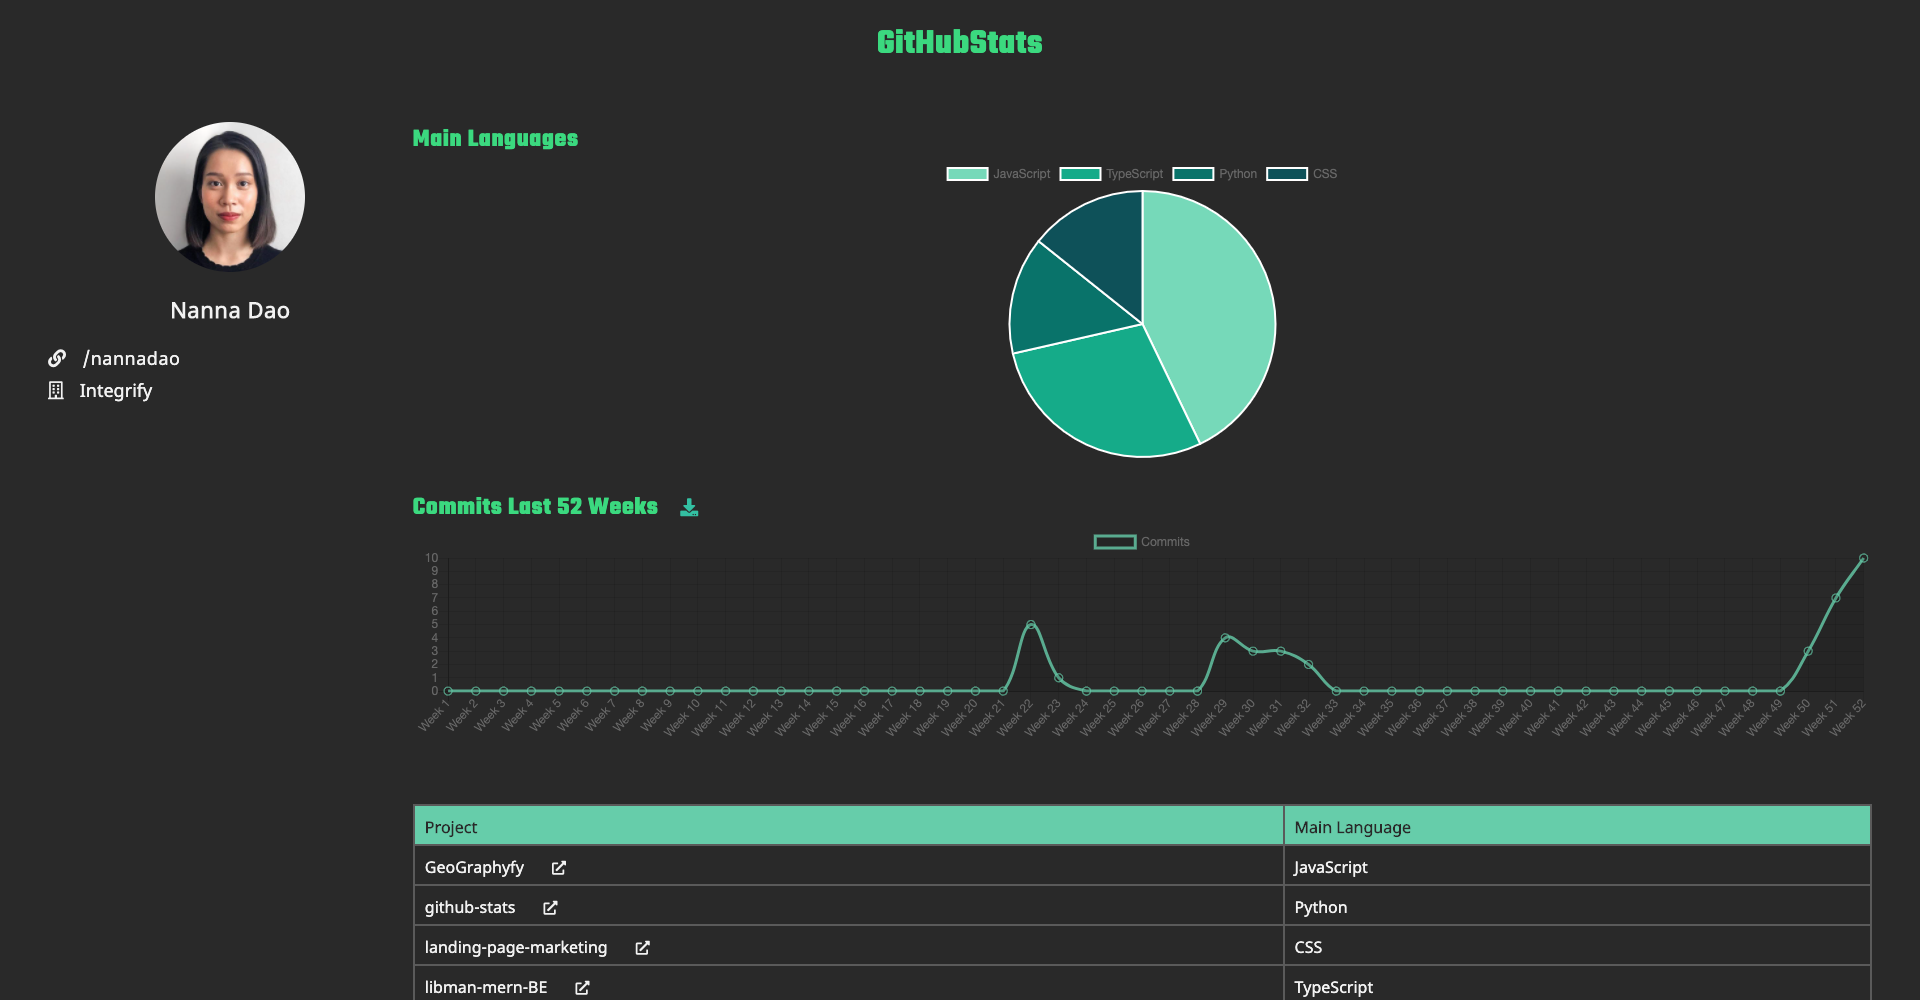 GitHubStats
Nanna Dao
/nannadao
Integrify
Main Languages
JavaScript TypeScript Python CSS
Commits Last 52 Weeks
Commits
10
9
8
7
6
5
4
3
2
1
0
Week 1 Week 2 Week 3 Week 4 Week 5 Week 6 Week 7 Week 8 Week 9 Week 10 Week 11 Week 12 Week 13 Week 14 Week 15 Week 16 Week 17 Week 18 Week 19 Week 20 Week 21 Week 22 Week 23 Week 24 Week 25 Week 26 Week 27 Week 28 Week 29 Week 30 Week 31 Week 32 Week 33 Week 34 Week 35 Week 36 Week 37 Week 38 Week 39 Week 40 Week 41 Week 42 Week 43 Week 44 Week 45 Week 46 Week 47 Week 48 Week 49 Week 50 Week 51 Week 52
Project Main Language
GeoGraphyfy JavaScript
github-stats Python
landing-page-marketing CSS
libman-mern-BE TypeScript